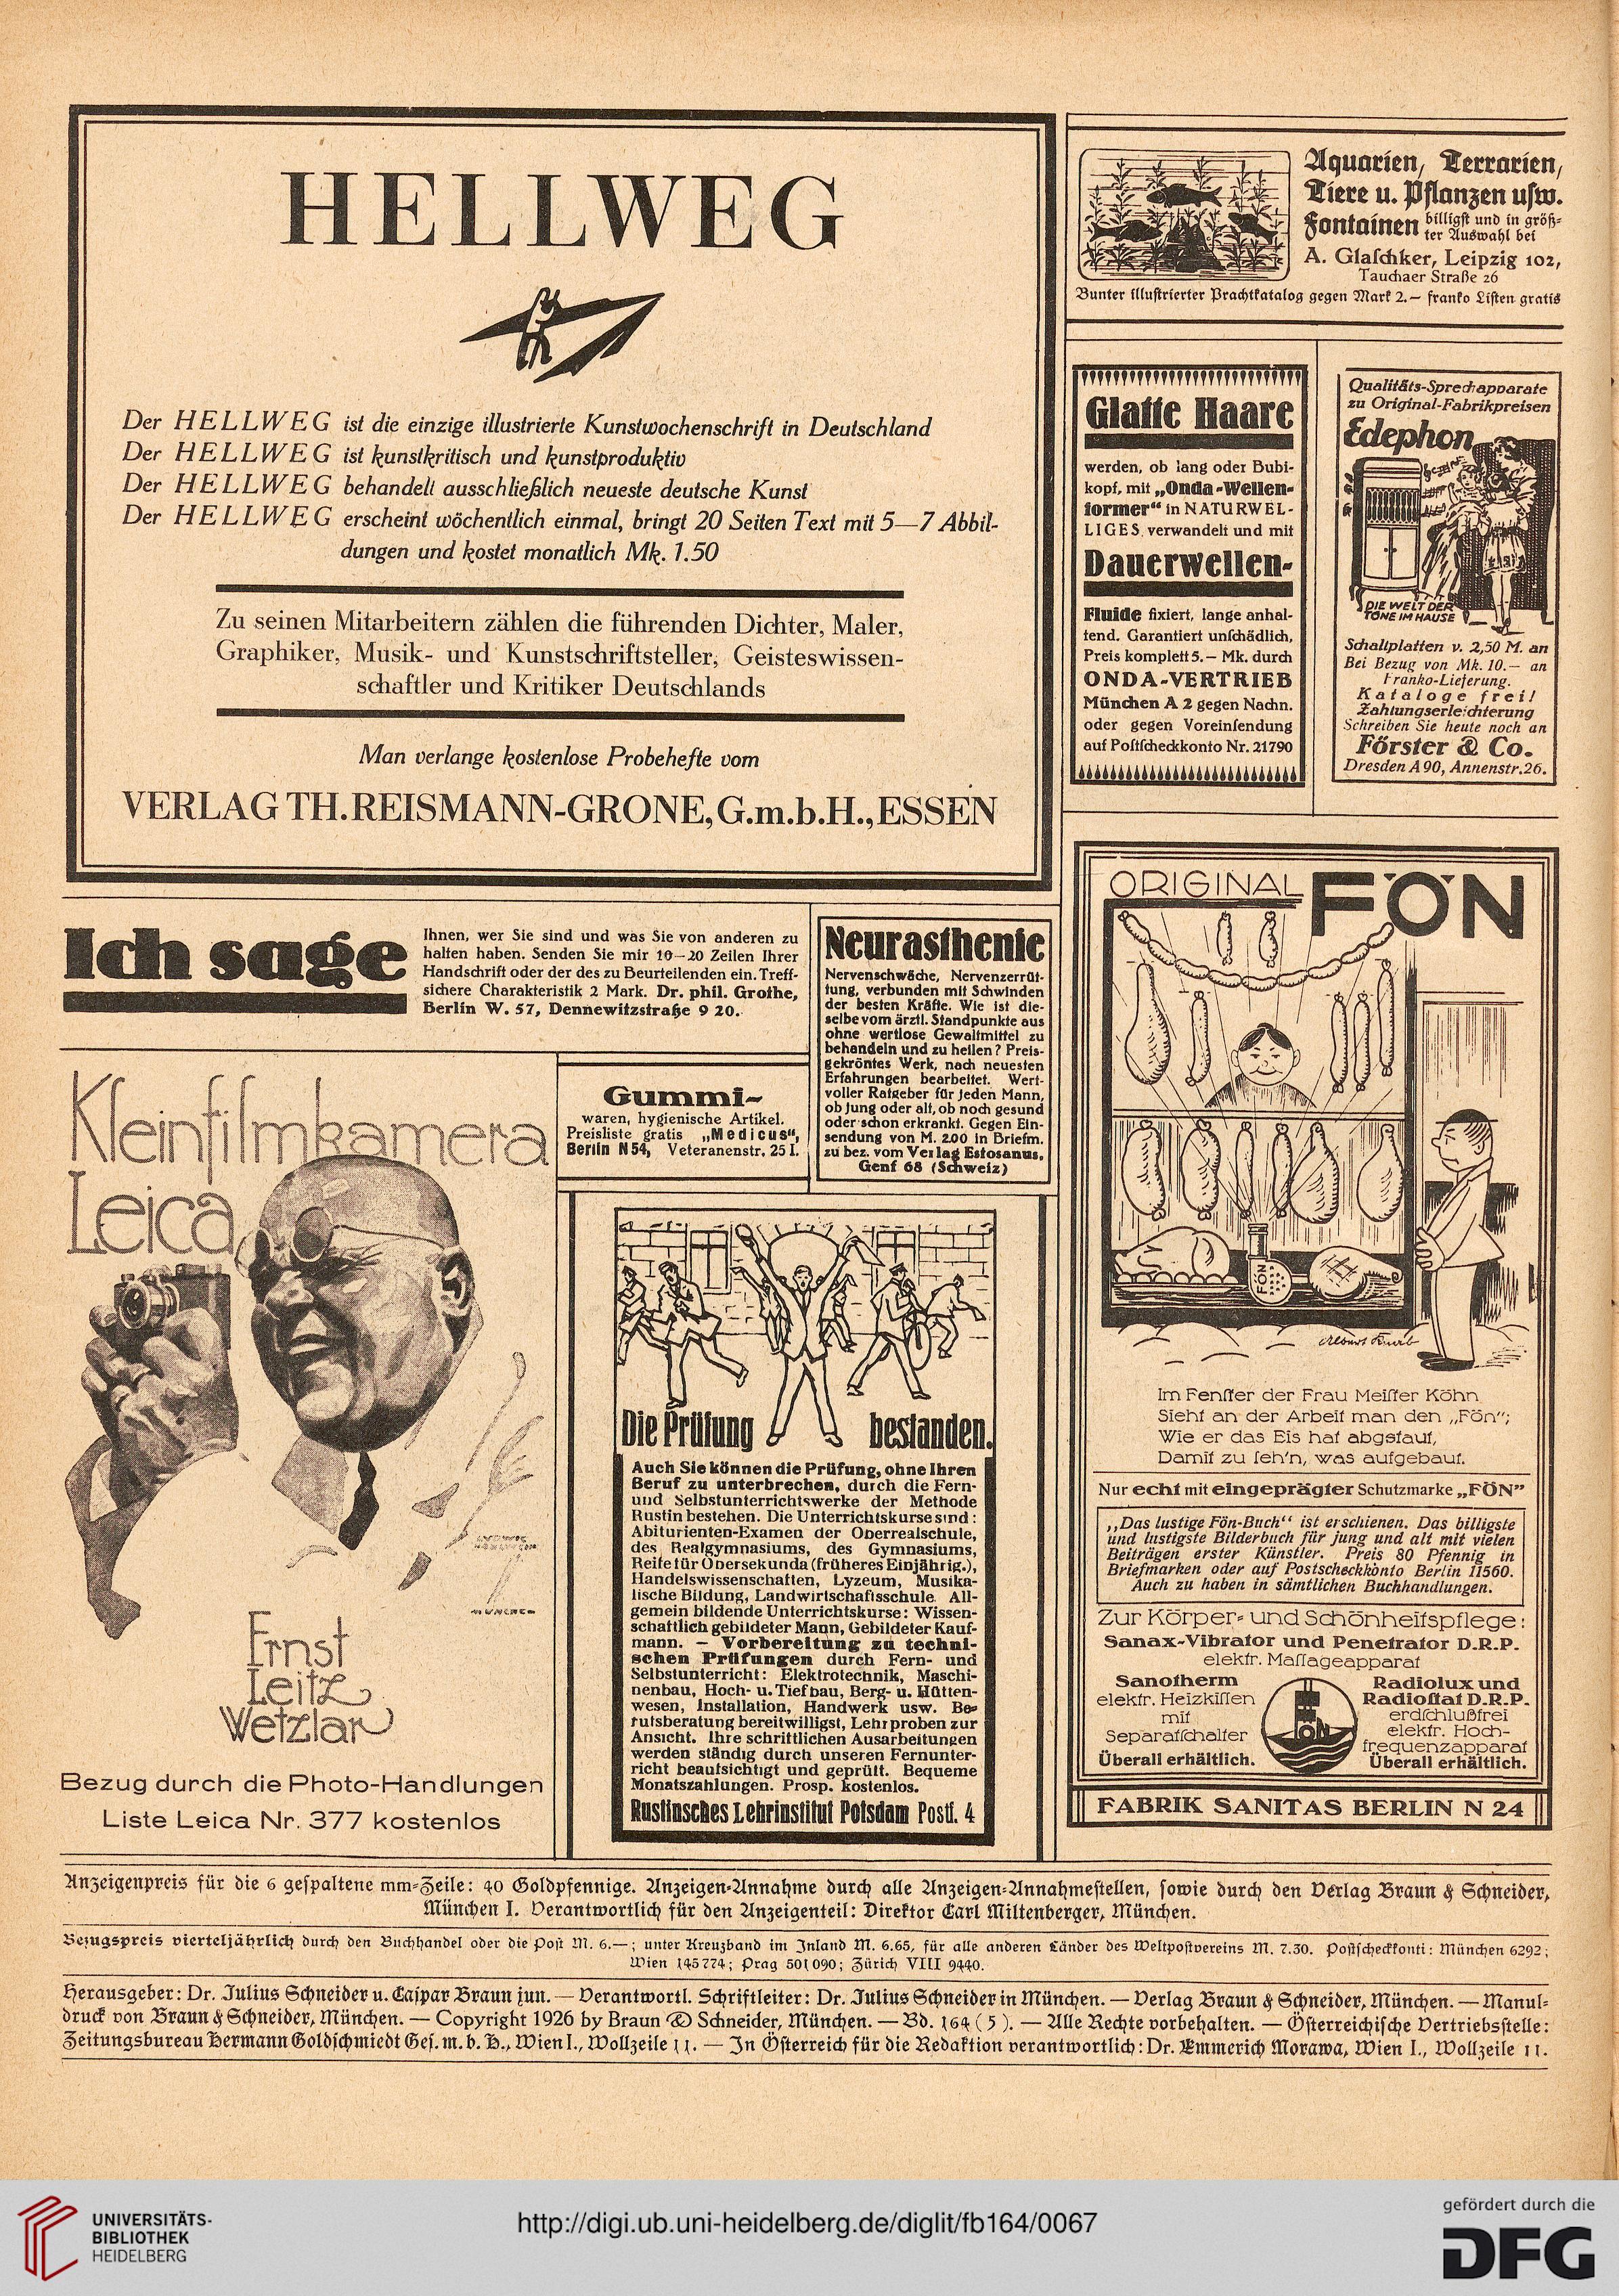 HELLWEG
Der HELLWEG ist die einzige illustrierte Kunstwochenschrift in Deutschland
Der HELLWEG ist kunstkritisch und kunstproduktiv
Der HELLWEG behandelt ausschließlich neueste deutsche Kunst
Der HELLWEG erscheint wöchentlich einmal, bringt 20 Seiten Text mit 5—7 Abbil-
dungen und kostet monatlich Mk. 1.50
Zu seinen Mitarbeitern zählen die führenden Dichter, Maler,
Graphiker, Musik- und Kunstschriftsteller, Geisteswissen-
schaftler und Kritiker Deutschlands
Man verlange kostenlose Probehefte vom
VERLAG TH. REISMANN-GRONE, G.m.b.H., ESSEN
Aquarien, Terrarien,
Tiere u. Pflanzen usw.
Fontainen billigst und in größ-
ter Auswahl bei
A. Glaschker, Leipzig 102,
Tauchaer Straße 26
Bunter illustrierter Prachtkatalog gegen Mark 2.— franko Listen gratis
Glatte Haare
werden, ob lang oder Bubi-
kopf, mit „Onda-Wellen-
former“ in NATURWEL-
LIGES verwandelt und mit
Dauerwellen-
Fluide fixiert, lange anhal-
tend. Garantiert unschädlich,
Preis komplett 5.— Mk. durch
ONDA-VERTRIEB
München A 2 gegen Nachn.
oder gegen Voreinsendung
auf Postscheckkonto Nr. 21790
Qualitäts-Sprechapparate
zu Original-Fabrikpreisen
Edephon
DIE WELT DER
TÖNE IM HAUSE
Schallplatten v. 2,50 M. an
Bei Bezug von Mk. 10.— an
Franko-Lieferung.
Kataloge frei!
Zahlungserleichterung
Schreiben Sie heute noch an
Förster & Co.
Dresden A 90, Annenstr. 26.
Ich sage
Ihnen, wer Sie sind und was Sie von anderen zu
halten haben. Senden Sie mir 10—20 Zeilen Ihrer
Handschrift oder der des zu Beurteilenden ein. Treff-
sichere Charakteristik 2 Mark. Dr. phil. Grothe,
Berlin W. 57, Dennewitzstraße 9 20.
Neurasthenie
Nervenschwäche, Nervenzerrüt-
tung, verbunden mit Schwinden
der besten Kräfte. Wie ist die-
selbe vom ärztl. Standpunkte aus
ohne wertlose Gewaltmittel zu
behandeln und zu heilen? Preis-
gekröntes Werk, nach neuesten
Erfahrungen bearbeitet. Wert-
voller Ratgeber für jeden Mann,
ob jung oder alt, ob noch gesund
oder schon erkrankt. Gegen Ein-
sendung von M. 2.00 in Briefm.
zu bez. vom Verlag Estosanus,
Genf 68 (Schweiz)
Gummi-
waren, hygienische Artikel.
Preisliste gratis „Medicus“,
Berlin N 54, Veteranenstr. 25 I.
Kleinfilmkamera
Leica
MÜNCHEN
Ernst
Leitz
Wetzlar
Bezug durch die Photo-Handlungen
Liste Leica Nr. 377 kostenlos
Die Prüfung bestanden.
Auch Sie können die Prüfung, ohne Ihren
Beruf zu unterbrechen, durch die Fern-
und Selbstunterrichtswerke der Methode
Rustin bestehen. Die Unterrichtskurse sind:
Abiturienten-Examen der Oberrealschule,
des Realgymnasiums, des Gymnasiums,
Reife für Obersekunda (früheres Einjährig.),
Handelswissenschaften, Lyzeum, Musika-
lische Bildung, Landwirtschaftsschule. All-
gemein bildende Unterrichtskurse: Wissen-
schaftlich gebildeter Mann, Gebildeter Kauf-
mann. — Vorbereitung zu techni-
schen Prüfungen durch Fern- und
Selbstunterricht: Elektrotechnik, Maschi-
nenbau, Hoch- u. Tiefbau, Berg- u. Hütten-
wesen, Installation, Handwerk usw. Be-
rufsberatung bereitwilligst, Lehrproben zur
Ansicht. Ihre schriftlichen Ausarbeitungen
werden ständig durch unseren Fernunter-
richt beaufsichtigt und geprüft. Bequeme
Monatszahlungen. Prosp. kostenlos.
Rustinsches Lehrinstitut Potsdam Postf. 4
ORIGINAL FÖN
FÖN
Im Fenster der Frau Meister Köhn
Sieht an der Arbeit man den „Fön“;
Wie er das Eis hat abgetaut,
Damit zu seh'n, was aufgebaut.
Nur echt mit eingeprägter Schutzmarke „FÖN”
„Das lustige Fön-Buch“ ist erschienen. Das billigste
und lustigste Bilderbuch für jung und alt mit vielen
Beiträgen erster Künstler. Preis 80 Pfennig in
Briefmarken oder auf Postscheckkonto Berlin 11560.
Auch zu haben in sämtlichen Buchhandlungen.
Zur Körper- und Schönheitspflege:
Sanax-Vibrator und Penetrator D.R.P.
elektr. Massageapparat
Sanotherm
elektr. Heizkissen
mit
Separatschalter
Überall erhältlich.
FÖN
Radiolux und
Radiostat D.R.P.
erdschlußfrei
elektr. Hoch-
frequenzapparat
Überall erhältlich.
FABRIK SANITAS BERLIN N 24
Anzeigenpreis für die 6 gespaltene mm-Zeile: 40 Goldpfennige. Anzeigen-Annahme durch alle Anzeigen-Annahmestellen, sowie durch den Verlag Braun & Schneider,
München I. Verantwortlich für den Anzeigenteil: Direktor Carl Miltenberger, München.
Bezugspreis vierteljährlich durch den Buchhandel oder die Post M. 6.—; unter Kreuzband im Inland M. 6.65, für alle anderen Länder des Weltpostvereins M. 7.30. Postscheckkonti: München 6292;
Wien 145774; Prag 501090; Zürich VIII 9440.
Herausgeber: Dr. Julius Schneider u. Caspar Braun jun. — Verantwortl. Schriftleiter: Dr. Julius Schneider in München. — Verlag Braun & Schneider, München. — Manul-
druck von Braun & Schneider, München. — Copyright 1926 by Braun & Schneider, München. — Bd. 164 (5). — Alle Rechte vorbehalten. — Österreichische Vertriebsstelle:
Zeitungsbureau Hermann Goldschmiedt Ges. m. b. H., Wien I., Wollzeile 11. — In Österreich für die Redaktion verantwortlich: Dr. Emmerich Morawa, Wien I., Wollzeile 11.
UNIVERSITÄTS-
BIBLIOTHEK
HEIDELBERG
http://digi.ub.uni-heidelberg.de/diglit/fb164/0067
gefördert durch die
DFG